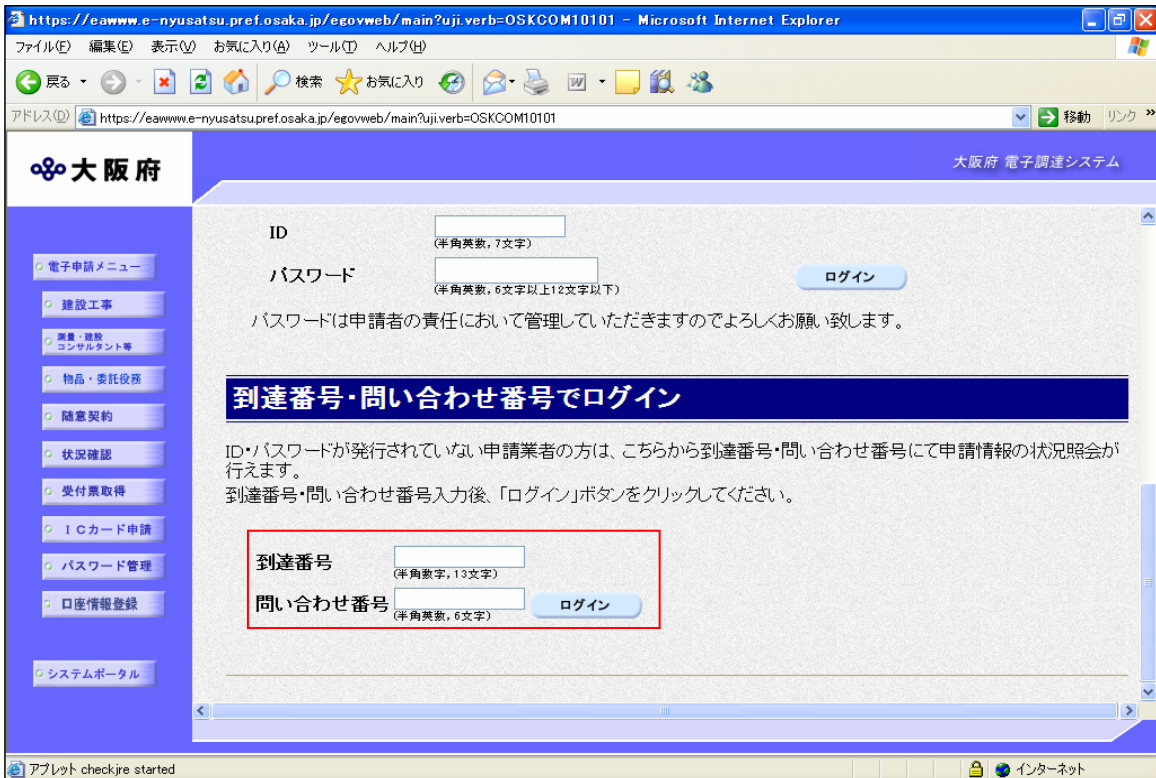 https://eawww.e-nyusatsu.pref.osaka.jp/egovweb/main?uji.verb=OSKCOM10101 - Microsoft Internet Explorer
ファイル(F) 編集(E) 表示(V) お気に入り(A) ツール(T) ヘルプ(H)
戻る 検索 お気に入り
アドレス(D) https://eawww.e-nyusatsu.pref.osaka.jp/egovweb/main?uji.verb=OSKCOM10101 移動 リンク »
大阪府
大阪府 電子調達システム
電子申請メニュー
建設工事
測量・建設
コンサルタント等
物品・委託役務
随意契約
状況確認
受付票取得
ICカード申請
パスワード管理
口座情報登録
システムポータル
ID
(半角英数,7文字)
パスワード
(半角英数,6文字以上12文字以下)
ログイン
パスワードは申請者の責任において管理していただきますのでよろしくお願い致します。
到達番号・問い合わせ番号でログイン
ID・パスワードが発行されていない申請業者の方は、こちらから到達番号・問い合わせ番号にて申請情報の状況照会が
行えます。
到達番号・問い合わせ番号入力後、「ログイン」ボタンをクリックしてください。
到達番号
(半角数字,13文字)
問い合わせ番号
(半角英数,6文字)
ログイン
アプレット checkjre started
インターネット